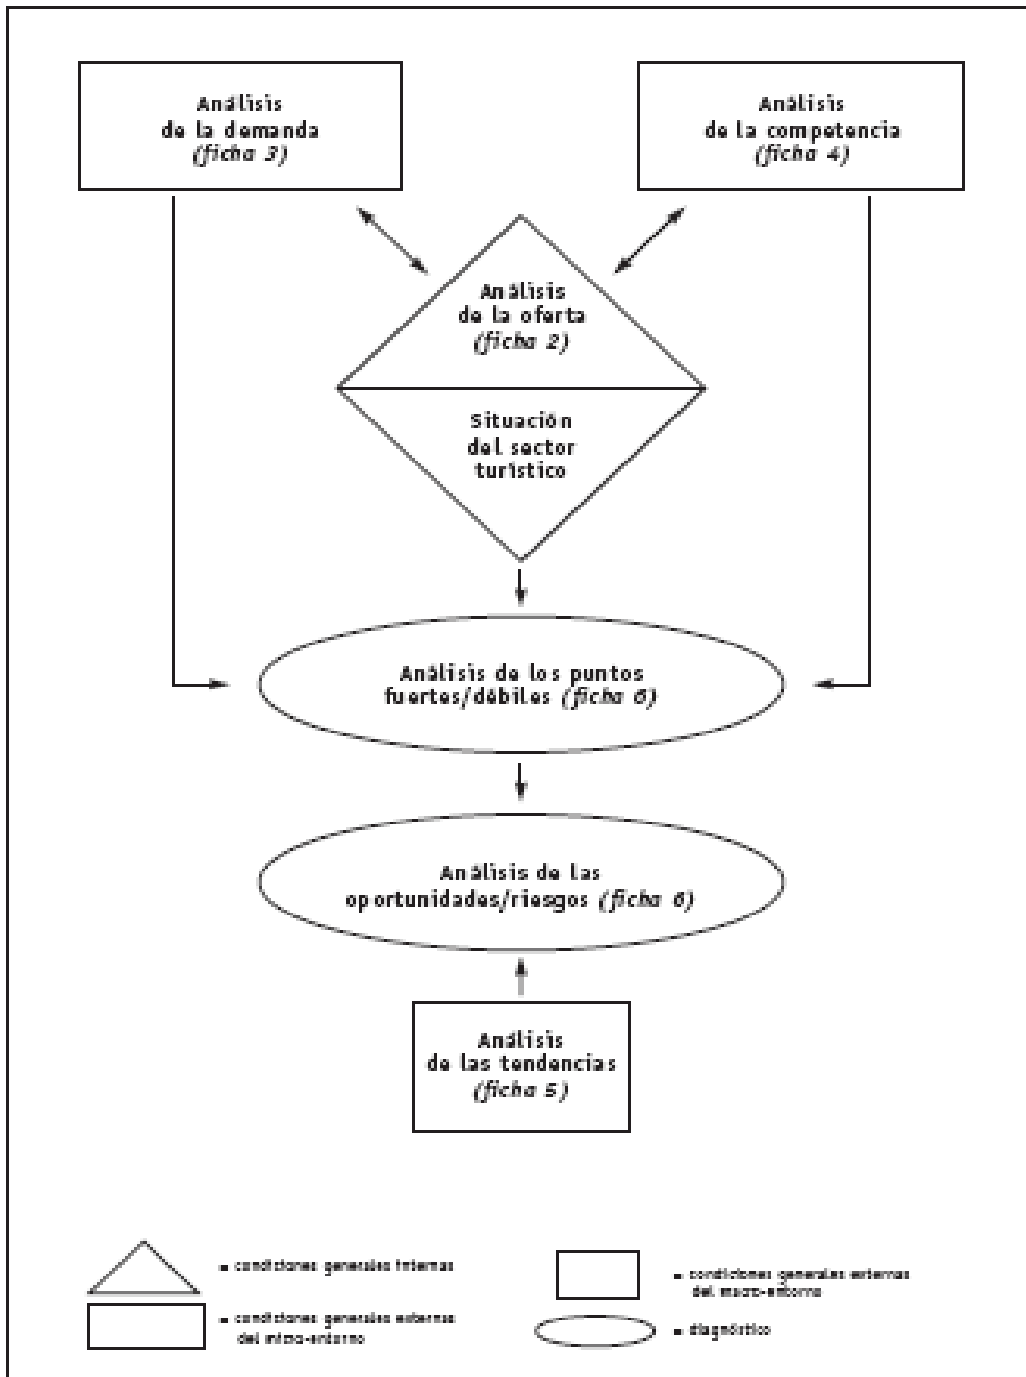 Análisis
de la demanda
(ficha 3)
Análisis
de la competencia
(ficha 4)
Análisis
de la oferta
(ficha 2)
Situación
del sector
turístico
Análisis de los puntos
fuertes/débiles (ficha 6)
Análisis de las
oportunidades/riesgos (ficha 6)
Análisis
de las tendencias
(ficha 5)
= condiciones generales internas
= condiciones generales externas
del micro-entorno
= condiciones generales externas
del macro-entorno
= diagnóstico